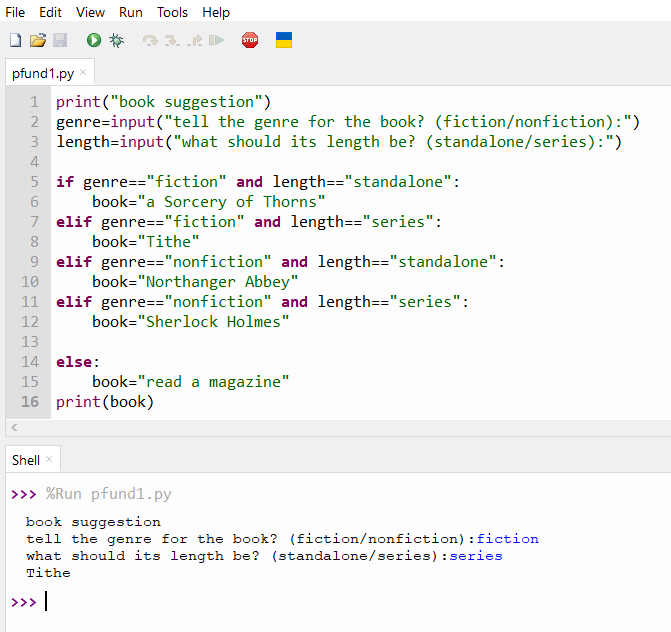 File Edit View Run Tools Help
STOP
pfund1.py ×
1 print("book suggestion")
2 genre=input("tell the genre for the book? (fiction/nonfiction):")
3 length=input("what should its length be? (standalone/series):")
4
5 if genre=="fiction" and length=="standalone":
6     book="a Sorcery of Thorns"
7 elif genre=="fiction" and length=="series":
8     book="Tithe"
9 elif genre=="nonfiction" and length=="standalone":
10     book="Northanger Abbey"
11 elif genre=="nonfiction" and length=="series":
12     book="Sherlock Holmes"
13
14 else:
15     book="read a magazine"
16 print(book)
Shell ×
>>> %Run pfund1.py
book suggestion
tell the genre for the book? (fiction/nonfiction):fiction
what should its length be? (standalone/series):series
Tithe
>>>